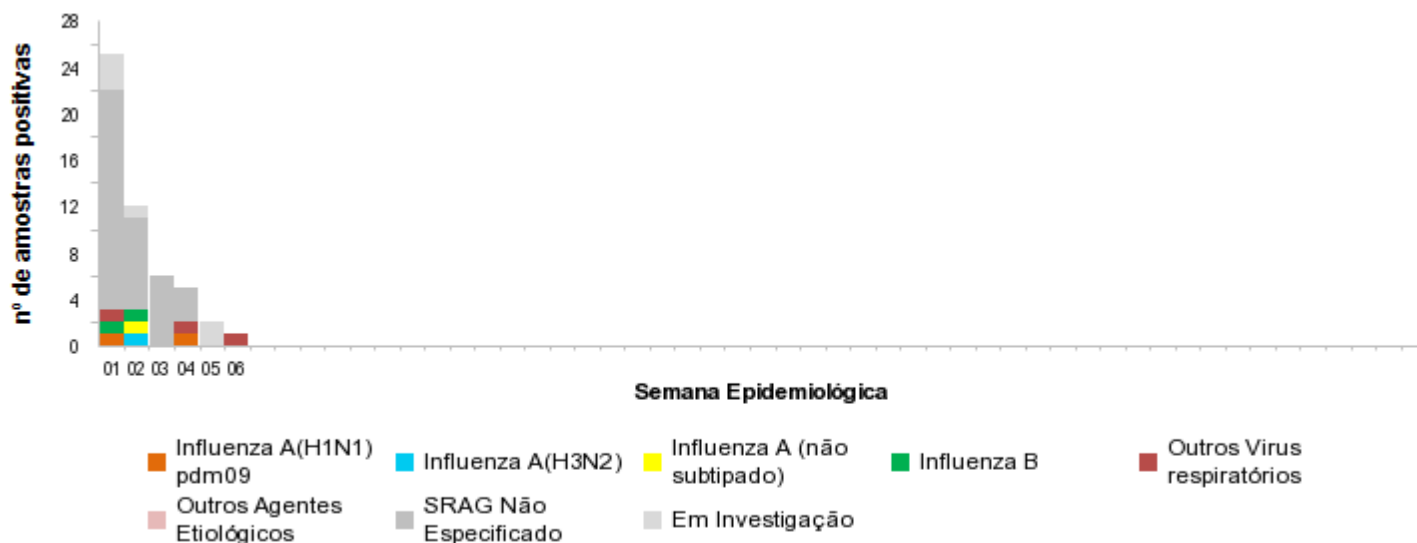 nº de amostras positivas
28
24
20
16
12
8
4
0
01 02 03 04 05 06
Semana Epidemiológica
Influenza A(H1N1)
pdm09
Influenza A(H3N2)
Influenza A (não
subtipado)
Influenza B
Outros Virus
respiratórios
Outros Agentes
Etiológicos
SRAG Não
Especificado
Em Investigação